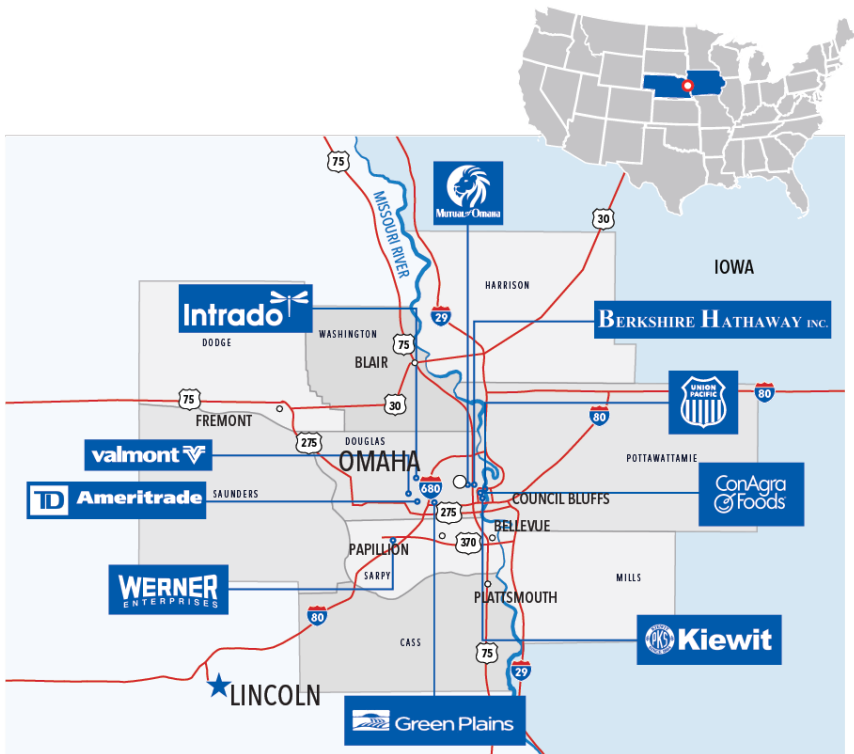 75
MISSOURI RIVER
MUTUAL of OMAHA
30
IOWA
HARRISON
Intrado
DODGE
WASHINGTON
29
BERKSHIRE HATHAWAY INC.
75
BLAIR
UNION
PACIFIC
80
75
30
FREMONT
80
275
DOUGLAS
valmont
OMAHA
POTTAWATTAMIE
TD Ameritrade
SAUNDERS
680
ConAgra
Foods
COUNCIL BLUFFS
275
BELLEVUE
370
PAPILLION
WERNER
ENTERPRISES
SARPY
MILLS
PLATTSMOUTH
80
CASS
PKS
Kiewit
75
29
LINCOLN
Green Plains